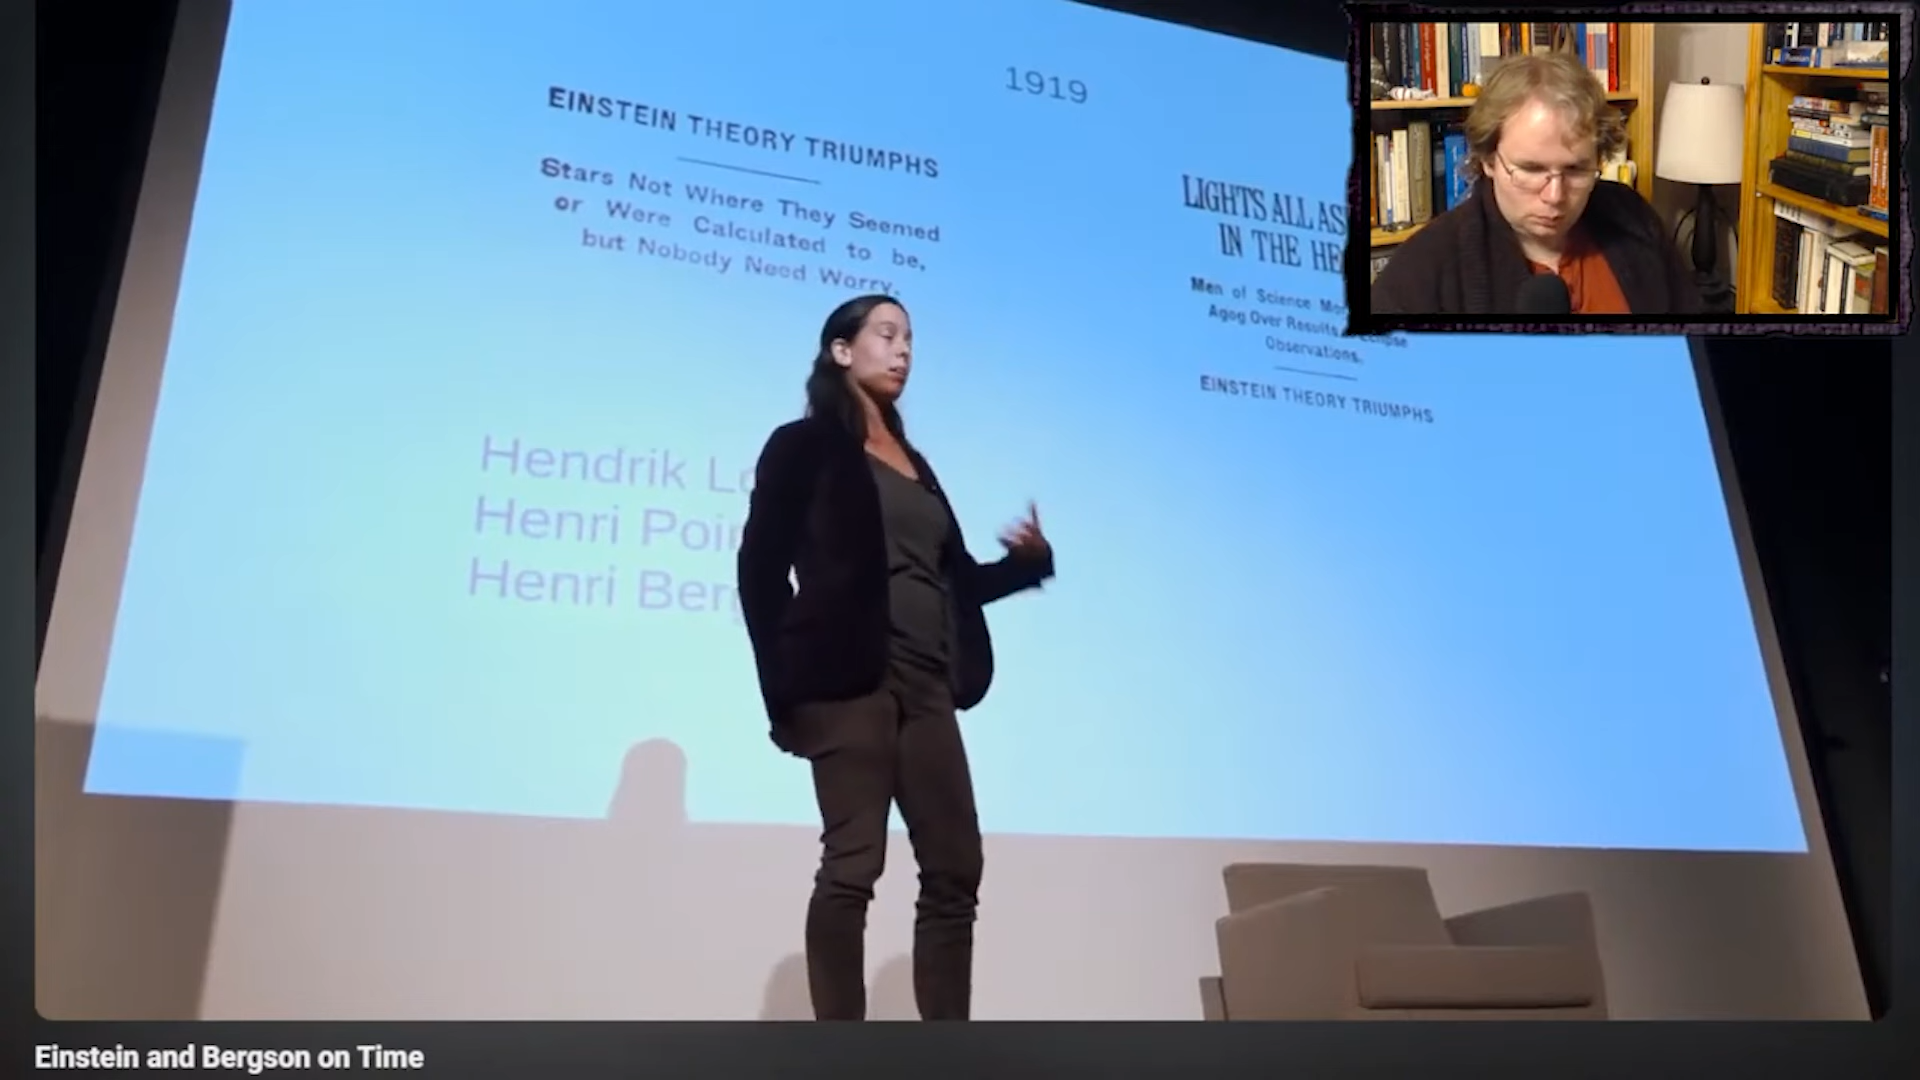 1919
EINSTEIN THEORY TRIUMPHS
Stars Not Where They Seemed
or Were Calculated to be,
but Nobody Need Worry.
LIGHTS ALL
IN THE
Men of Science
Agog Over Results
Observations.
EINSTEIN THEORY TRIUMPHS
Hendrik
Henri
Henri
Einstein and Bergson on Time